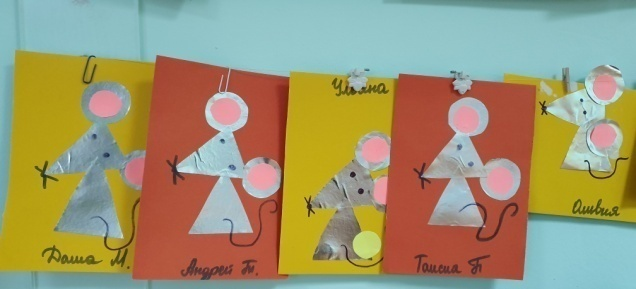 Ульяна
Даша М.
Андрей Т.
Таисия П
Оливия